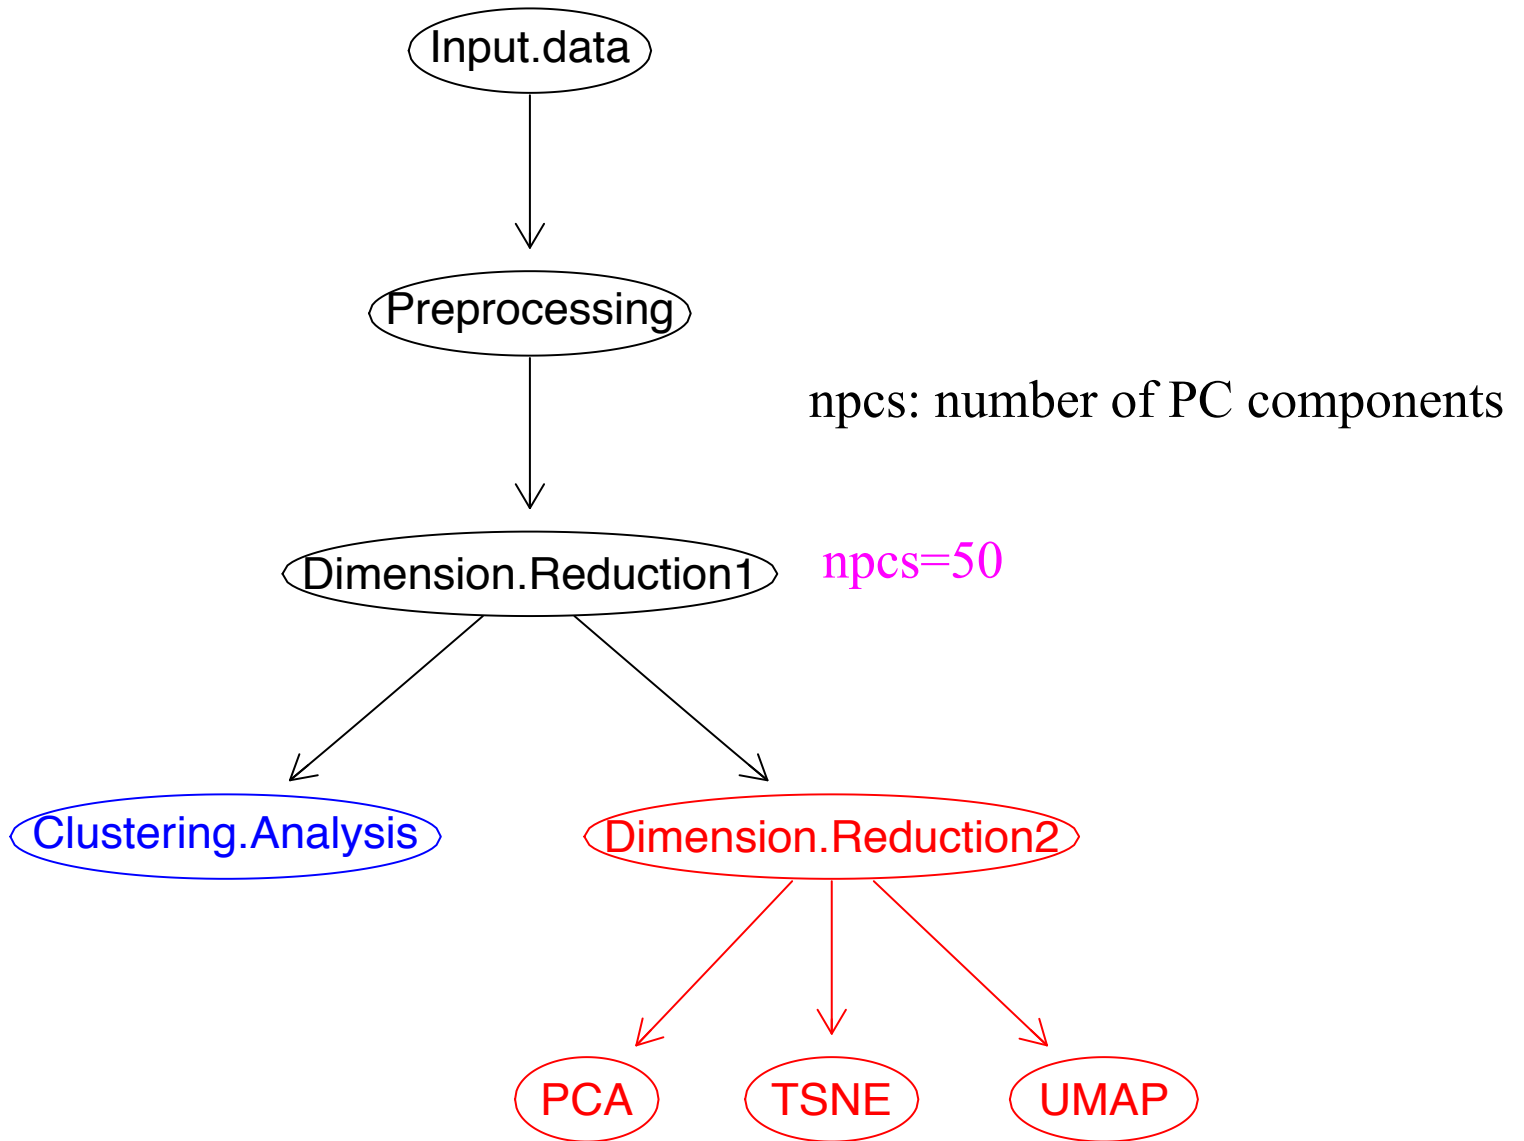 Input.data
Preprocessing
npcs: number of PC components
Dimension.Reduction1
npcs=50
Clustering.Analysis
Dimension.Reduction2
PCA
TSNE
UMAP